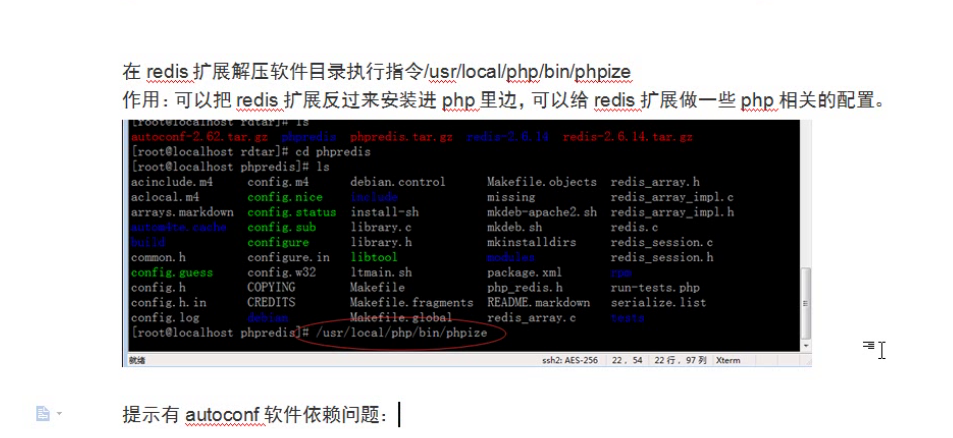 在 redis 扩展解压软件目录执行指令/usr/local/php/bin/phpize
作用：可以把 redis 扩展反过来安装进 php 里边，可以给 redis 扩展做一些 php 相关的配置。
[root@localhost rdtar]# ls
autoconf-2.62.tar.gz phpredis phpredis.tar.gz redis-2.6.14 redis-2.6.14.tar.gz
[root@localhost rdtar]# cd phpredis
[root@localhost phpredis]# ls
acinclude.m4 config.m4 debian.control Makefile.objects redis_array.h
aclocal.m4 config.nice include missing redis_array_impl.c
arrays.markdown config.status install-sh mkdeb-apache2.sh redis_array_impl.h
autom4te.cache config.sub library.c mkdeb.sh redis.c
build configure library.h mkinstalldirs redis_session.c
common.h configure.in libtool modules redis_session.h
config.guess config.w32 ltmain.sh package.xml rpm
config.h COPYING Makefile php_redis.h run-tests.php
config.h.in CREDITS Makefile.fragments README.markdown serialize.list
config.log debian Makefile.global redis_array.c tests
[root@localhost phpredis]# /usr/local/php/bin/phpize
就绪 ssh2: AES-256 22, 54 22 行, 97 列 Xterm
提示有 autoconf 软件依赖问题：